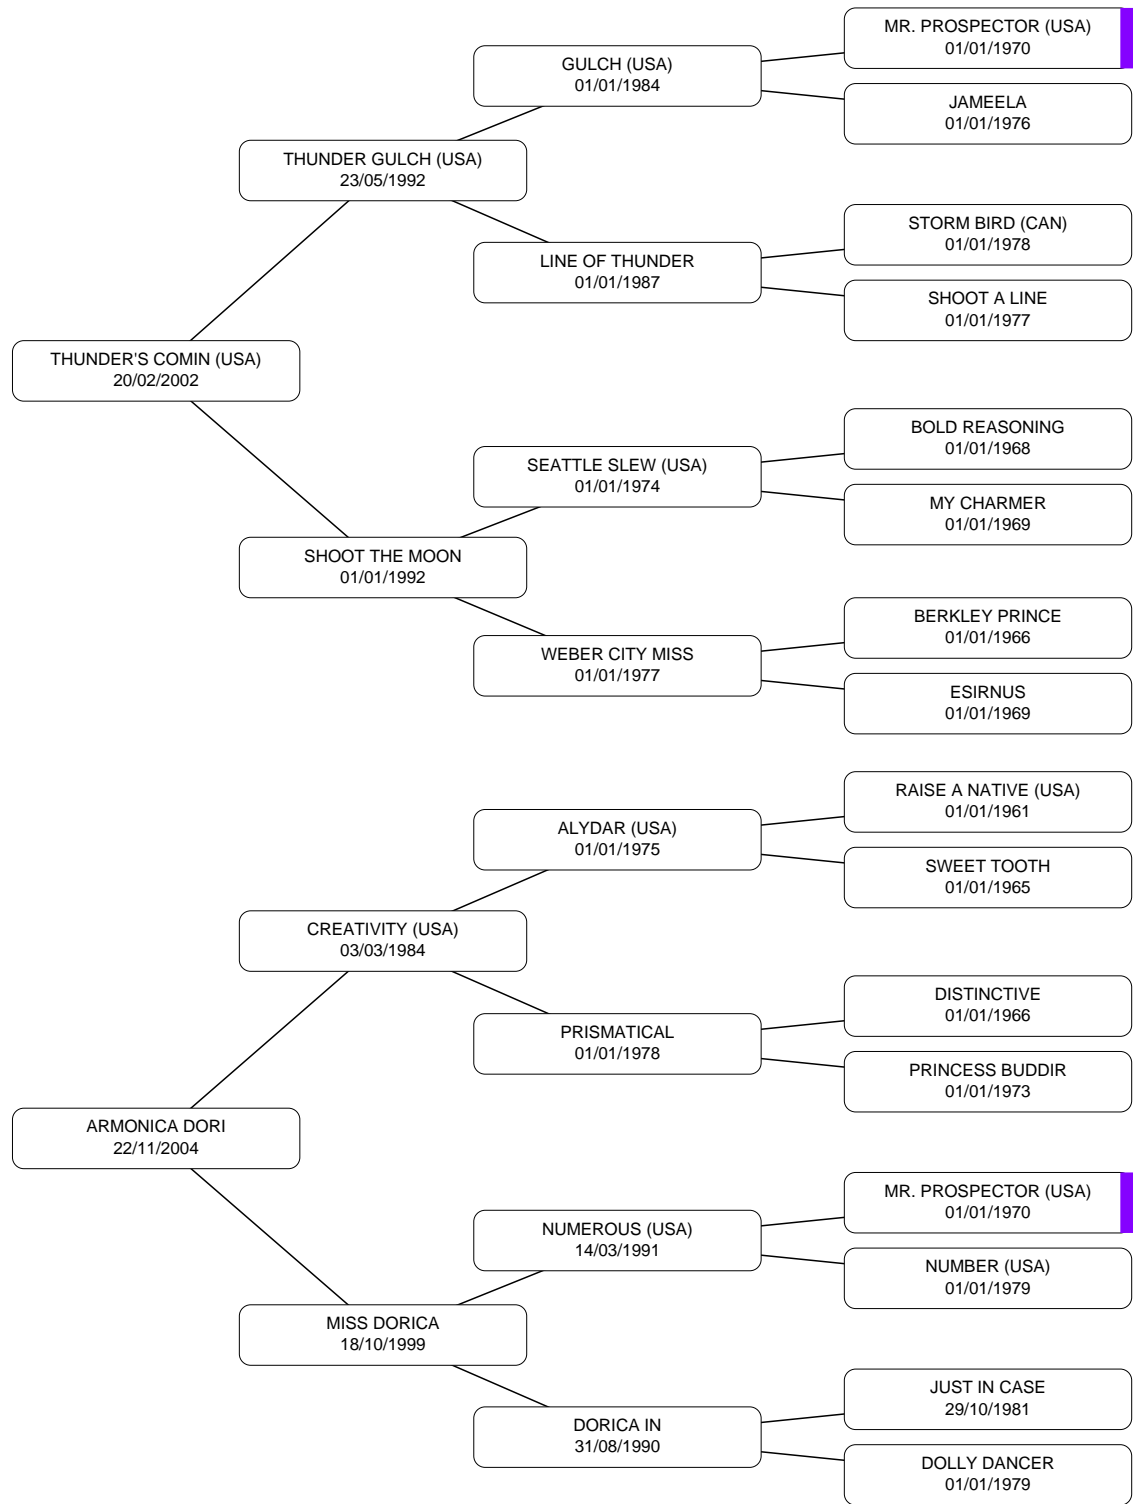 MR. PROSPECTOR (USA)
01/01/1970
GULCH (USA)
01/01/1984
JAMEELA
01/01/1976
THUNDER GULCH (USA)
23/05/1992
STORM BIRD (CAN)
01/01/1978
LINE OF THUNDER
01/01/1987
SHOOT A LINE
01/01/1977
THUNDER'S COMIN (USA)
20/02/2002
BOLD REASONING
01/01/1968
SEATTLE SLEW (USA)
01/01/1974
MY CHARMER
01/01/1969
SHOOT THE MOON
01/01/1992
BERKLEY PRINCE
01/01/1966
WEBER CITY MISS
01/01/1977
ESIRNUS
01/01/1969
RAISE A NATIVE (USA)
01/01/1961
ALYDAR (USA)
01/01/1975
SWEET TOOTH
01/01/1965
CREATIVITY (USA)
03/03/1984
DISTINCTIVE
01/01/1966
PRISMATICAL
01/01/1978
PRINCESS BUDDIR
01/01/1973
ARMONICA DORI
22/11/2004
MR. PROSPECTOR (USA)
01/01/1970
NUMEROUS (USA)
14/03/1991
NUMBER (USA)
01/01/1979
MISS DORICA
18/10/1999
JUST IN CASE
29/10/1981
DORICA IN
31/08/1990
DOLLY DANCER
01/01/1979